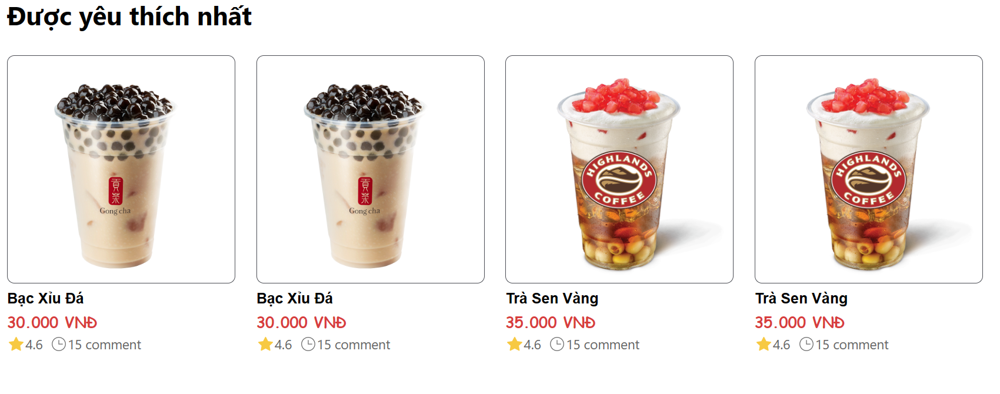 Được yêu thích nhất
貢茶
Gong cha
貢茶
Gong cha
HIGHLANDS
COFFEE
®
HIGHLANDS
COFFEE
®
Bạc Xỉu Đá
30.000 VNĐ
4.6 15 comment
Bạc Xỉu Đá
30.000 VNĐ
4.6 15 comment
Trà Sen Vàng
35.000 VNĐ
4.6 15 comment
Trà Sen Vàng
35.000 VNĐ
4.6 15 comment